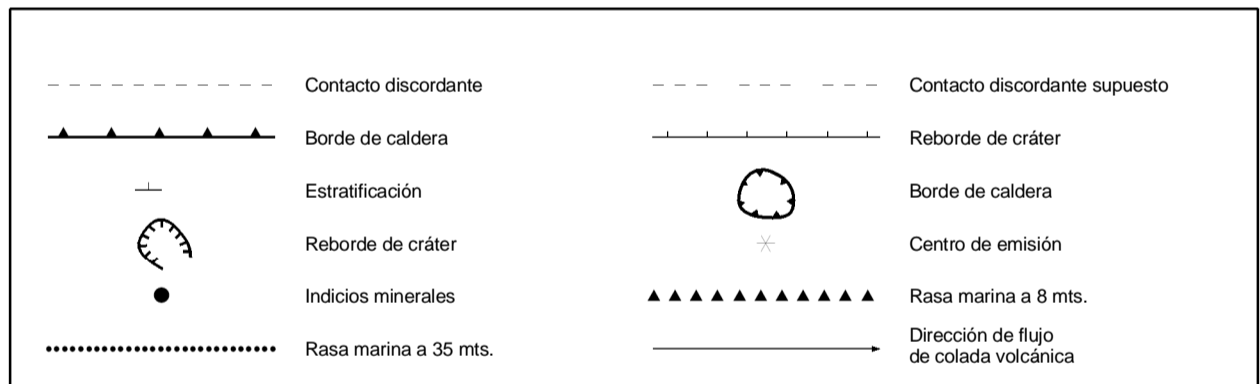 Contacto discordante
Borde de caldera
Estratificación
Reborde de cráter
Indicios minerales
Rasa marina a 35 mts.
Contacto discordante supuesto
Reborde de cráter
Borde de caldera
Centro de emisión
Rasa marina a 8 mts.
Dirección de flujo
de colada volcánica